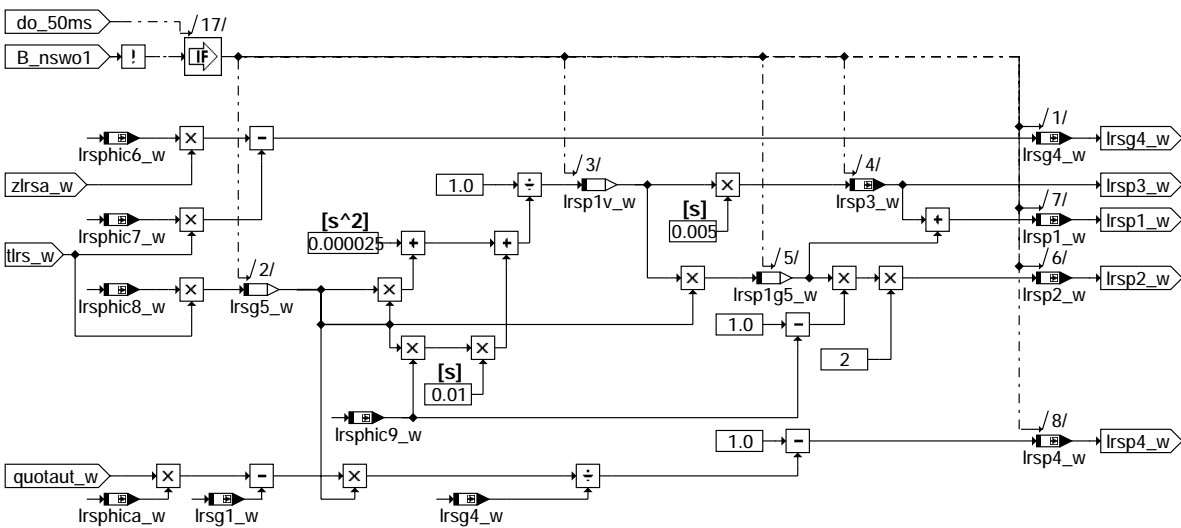 do_50ms
/17/
B_nswo1
!
IF
/1/
lrsphic6_w
lrsg4_w
lrsg4_w
zlrsa_w
/3/
/4/
1.0
lrsp1v_w
lrsp3_w
lrsp3_w
[s^2]
[s]
/7/
lrsphic7_w
0.000025
0.005
lrsp1_w
lrsp1_w
tlrs_w
/2/
/5/
/6/
lrsphic8_w
lrsg5_w
lrsp1g5_w
lrsp2_w
lrsp2_w
1.0
2
[s]
0.01
lrsphic9_w
/8/
1.0
lrsp4_w
lrsp4_w
quotaut_w
lrsphica_w
lrsg1_w
lrsg4_w